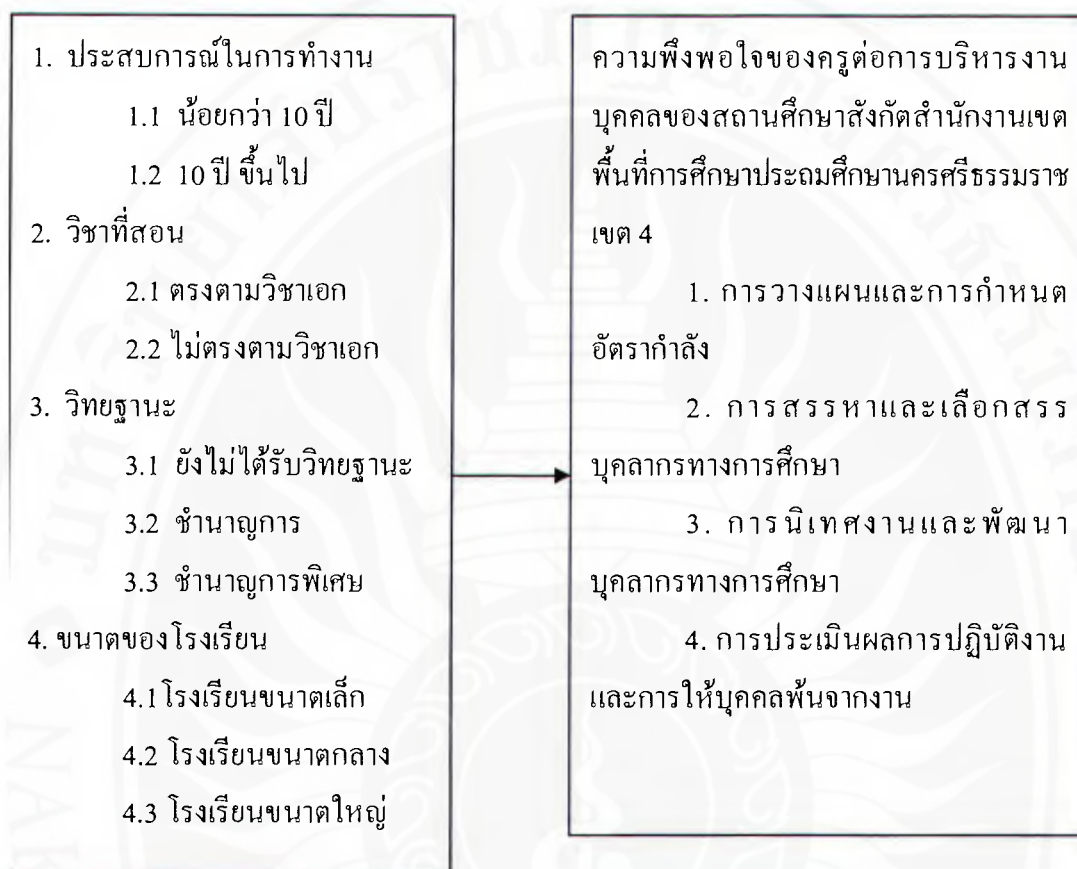 1. ประสบการณ์ในการทำงาน
1.1 น้อยกว่า 10 ปี
1.2 10 ปี ขึ้นไป
2. วิชาที่สอน
2.1 ตรงตามวิชาเอก
2.2 ไม่ตรงตามวิชาเอก
3. วิทยฐานะ
3.1 ยังไม่ได้รับวิทยฐานะ
3.2 ชำนาญการ
3.3 ชำนาญการพิเศษ
4. ขนาดของโรงเรียน
4.1 โรงเรียนขนาดเล็ก
4.2 โรงเรียนขนาดกลาง
4.3 โรงเรียนขนาดใหญ่
ความพึงพอใจของครูต่อการบริหารงาน
บุคคลของสถานศึกษาสังกัดสำนักงานเขต
พื้นที่การศึกษาประถมศึกษานครศรีธรรมราช
เขต 4
1. การวางแผนและการกำหนด
อัตรากำลัง
2. การสรรหาและเลือกสรร
บุคลากรทางการศึกษา
3. การนิเทศงานและพัฒนา
บุคลากรทางการศึกษา
4. การประเมินผลการปฏิบัติงาน
และการให้บุคคลพ้นจากงาน